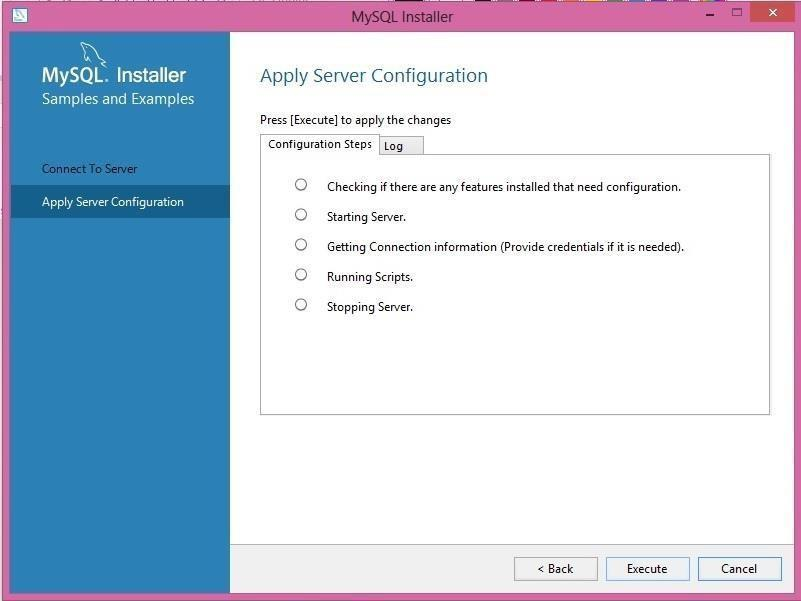 MySQL Installer
MySQL. Installer
Samples and Examples
Connect To Server
Apply Server Configuration
Apply Server Configuration
Press [Execute] to apply the changes
Configuration Steps
Log
Checking if there are any features installed that need configuration.
Starting Server.
Getting Connection information (Provide credentials if it is needed).
Running Scripts.
Stopping Server.
< Back
Execute
Cancel